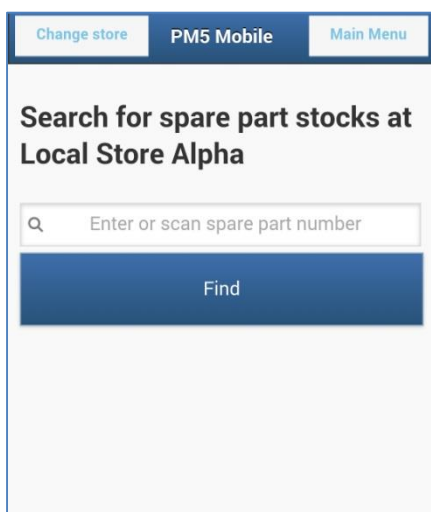 Change store
PM5 Mobile
Main Menu
Search for spare part stocks at
Local Store Alpha
Enter or scan spare part number
Find